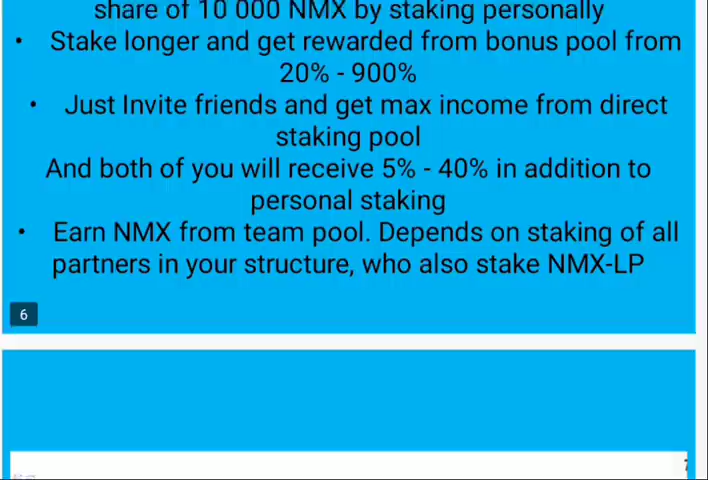 share of 10 000 NMX by staking personally
• Stake longer and get rewarded from bonus pool from
20% - 900%
• Just Invite friends and get max income from direct
staking pool
And both of you will receive 5% - 40% in addition to
personal staking
• Earn NMX from team pool. Depends on staking of all
partners in your structure, who also stake NMX-LP
6